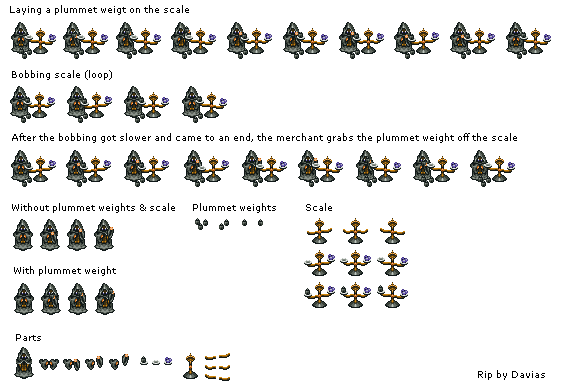 Laying a plummet weigt on the scale
Bobbing scale (loop)
After the bobbing got slower and came to an end, the merchant grabs the plummet weight off the scale
Without plummet weights & scale
Plummet weights
Scale
With plummet weight
Parts
Rip by Davias